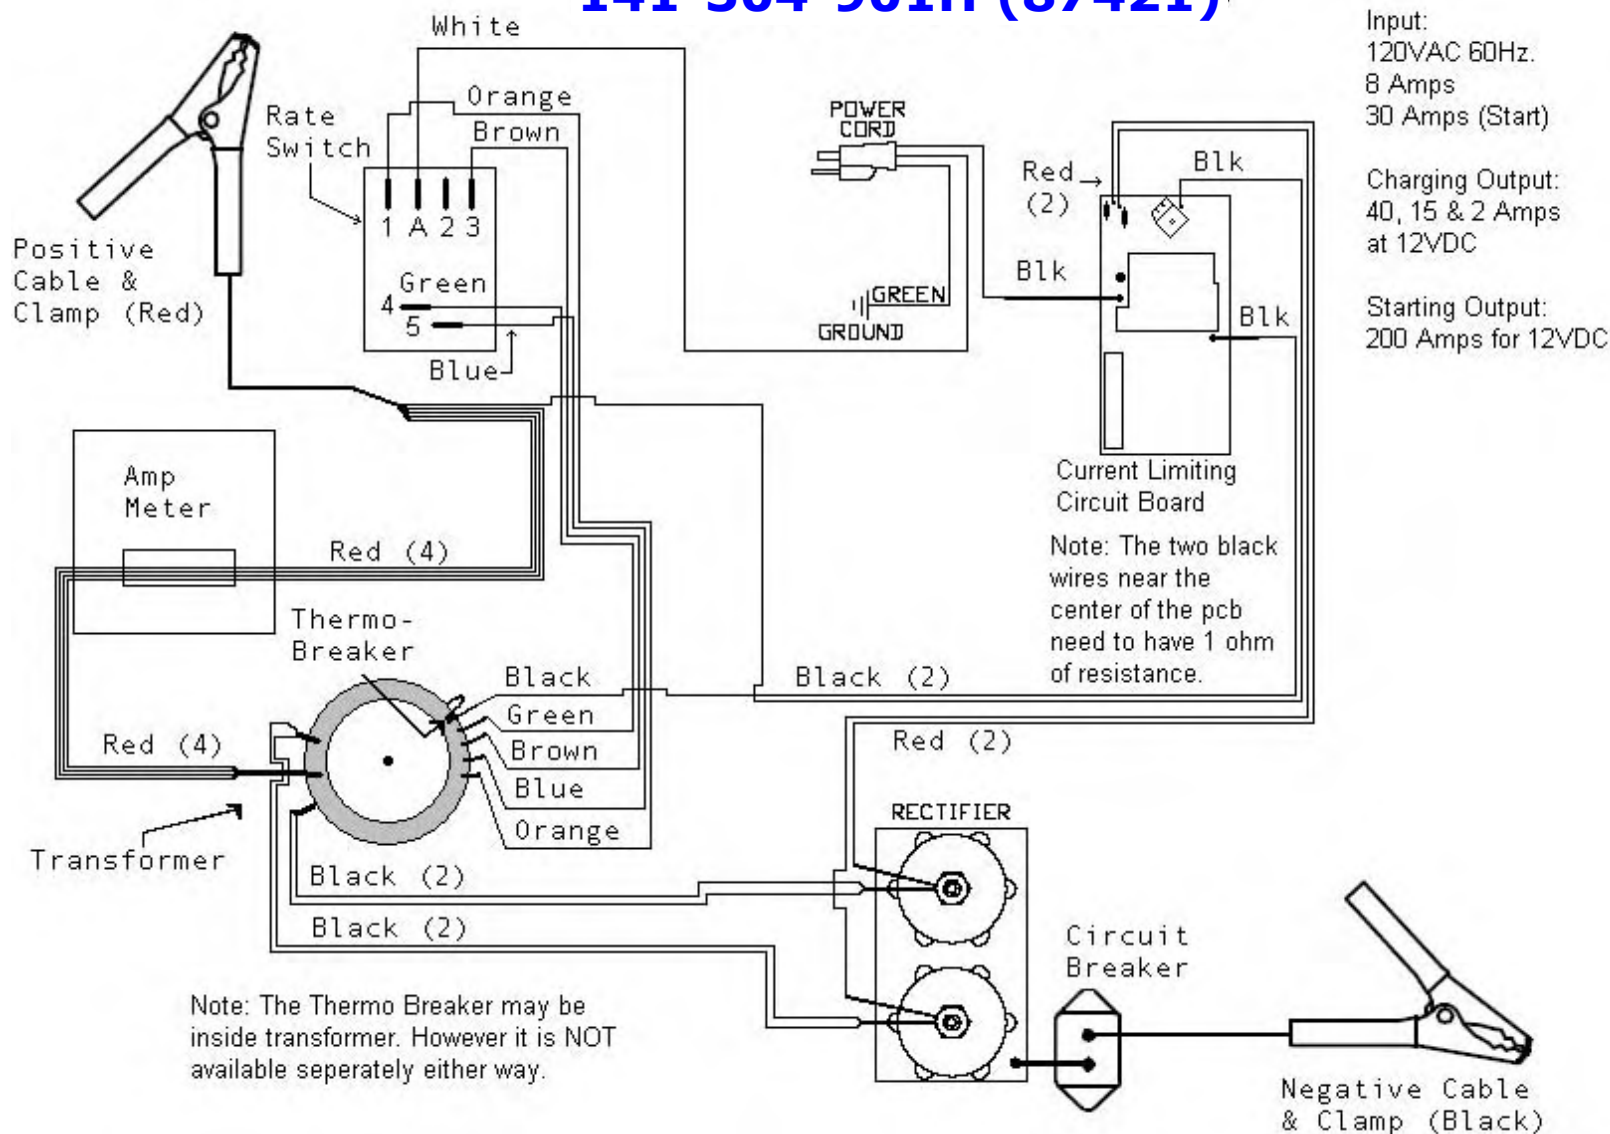 White
Input:
120VAC 60Hz.
8 Amps
30 Amps (Start)
Charging Output:
40, 15 & 2 Amps
at 12VDC
Starting Output:
200 Amps for 12VDC
Orange
Rate
Switch
Brown
1 A 2 3
Green
4
5
Blue
Positive
Cable &
Clamp (Red)
POWER
CORD
GREEN
GROUND
Red
(2)
Blk
Blk
Blk
Current Limiting
Circuit Board
Note: The two black
wires near the
center of the pcb
need to have 1 ohm
of resistance.
Amp
Meter
Red (4)
Thermo-
Breaker
Black
Green
Brown
Blue
Orange
Black (2)
Red (2)
Red (4)
Transformer
Black (2)
Black (2)
RECTIFIER
Circuit
Breaker
Note: The Thermo Breaker may be
inside transformer. However it is NOT
available seperately either way.
Negative Cable
& Clamp (Black)